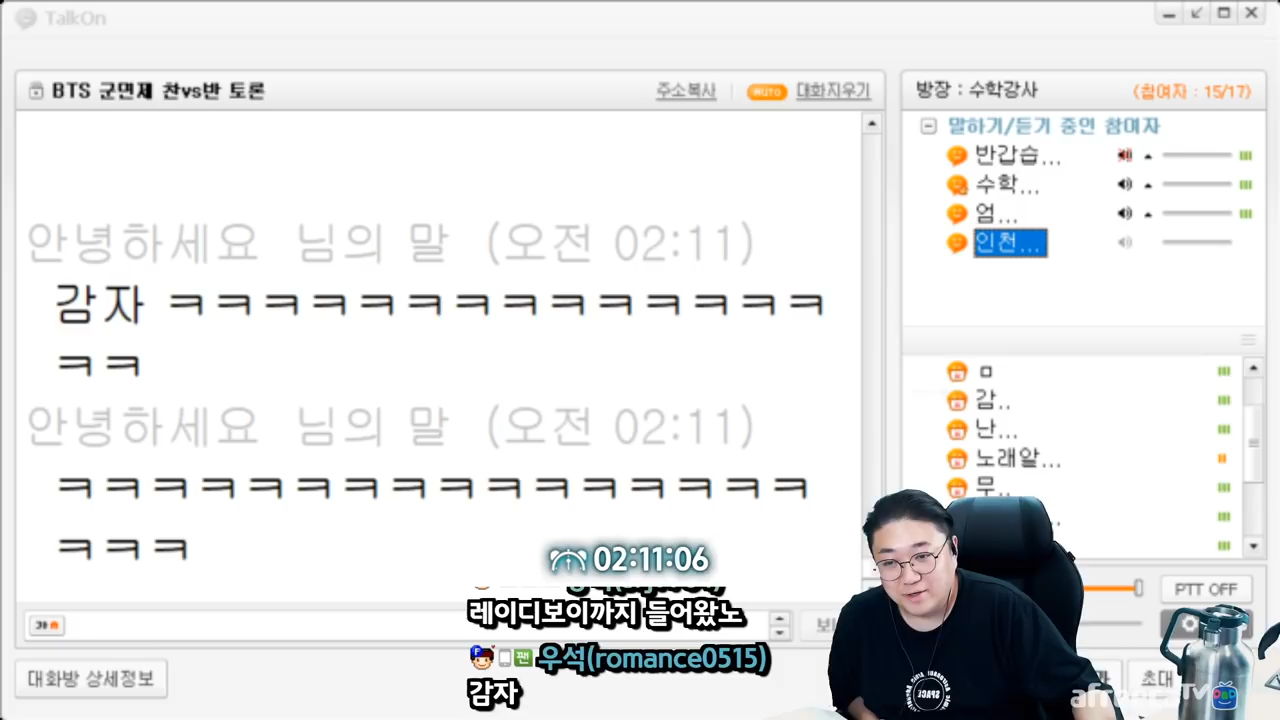 TalkOn
BTS 군면제 찬vs반 토론
주소복사
AUTO
대화지우기
방장 : 수학강사
(참여자 : 15/17)
말하기/듣기 중인 참여자
반갑습...
수학...
엄...
인천...
안녕하세요 님의 말 (오전 02:11)
감자 ㅋㅋㅋㅋㅋㅋㅋㅋㅋㅋㅋㅋㅋㅋ
ㅋㅋ
안녕하세요 님의 말 (오전 02:11)
ㅋㅋㅋㅋㅋㅋㅋㅋㅋㅋㅋㅋㅋㅋㅋㅋ
ㅋㅋㅋ
ㅁ
감..
난...
노래알...
무..
02:11:06
레이디보이까지 들어왔노
팬 우석(romance0515)
감자
PTT OFF
가
대화방 상세정보
초대
SPACE
afreecaTV